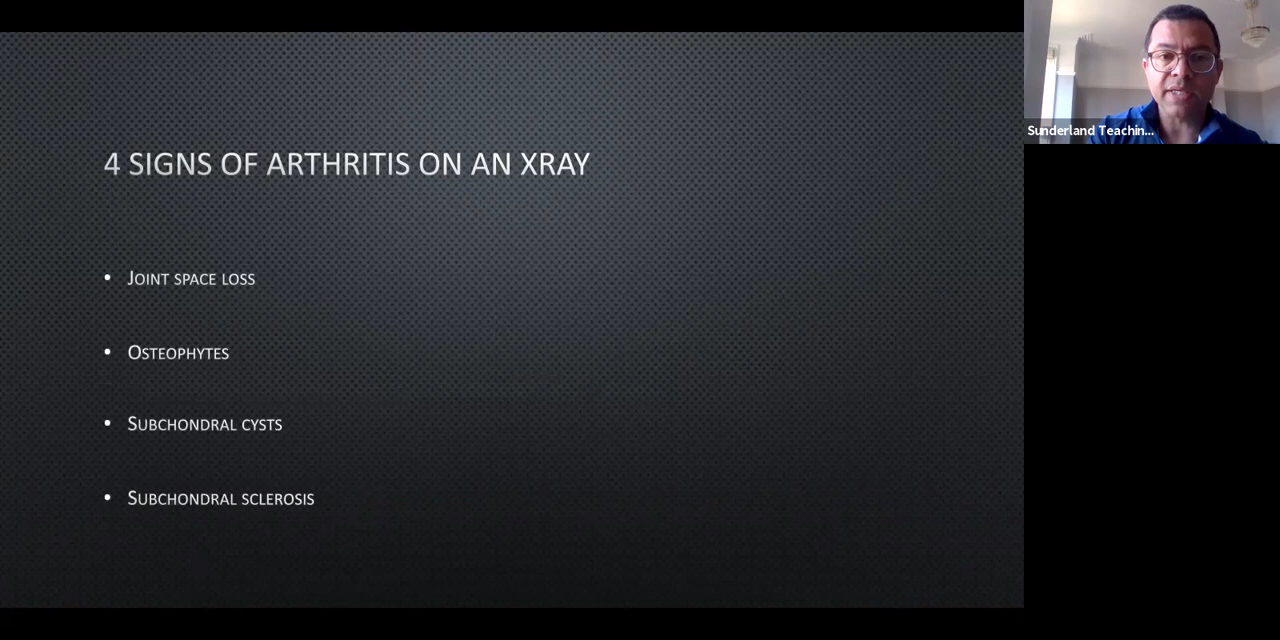 4 SIGNS OF ARTHRITIS ON AN XRAY
• JOINT SPACE LOSS
• OSTEOPHYTES
• SUBCHONDRAL CYSTS
• SUBCHONDRAL SCLEROSIS
Sunderland Teachin...